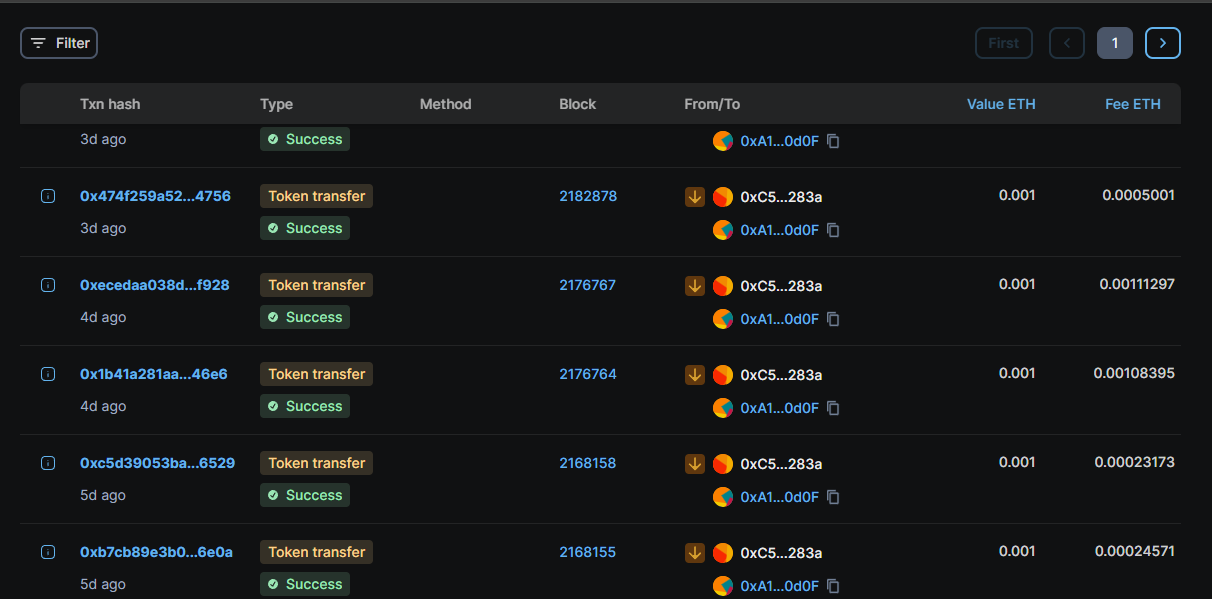 Filter
First
1
Txn hash Type Method Block From/To Value ETH Fee ETH
3d ago Success 0xA1...0d0F
0x474f259a52...4756 Token transfer 2182878 0xC5...283a 0.001 0.0005001
3d ago Success 0xA1...0d0F
0xecedaa038d...f928 Token transfer 2176767 0xC5...283a 0.001 0.00111297
4d ago Success 0xA1...0d0F
0x1b41a281aa...46e6 Token transfer 2176764 0xC5...283a 0.001 0.00108395
4d ago Success 0xA1...0d0F
0xc5d39053ba...6529 Token transfer 2168158 0xC5...283a 0.001 0.00023173
5d ago Success 0xA1...0d0F
0xb7cb89e3b0...6e0a Token transfer 2168155 0xC5...283a 0.001 0.00024571
5d ago Success 0xA1...0d0F